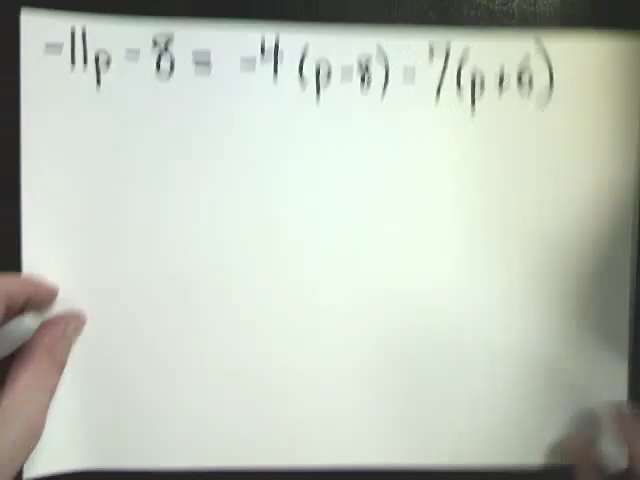 -11p - 8 = -4 (p - 8) - 7(p + 6)